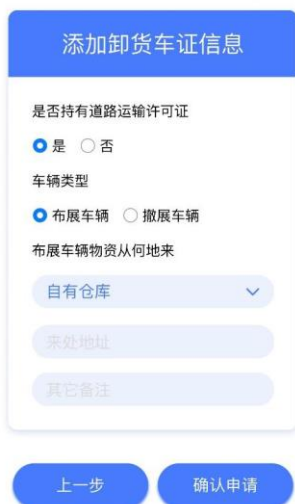 添加卸货车证信息
是否持有道路运输许可证
是 否
车辆类型
布展车辆 撤展车辆
布展车辆物资从何地来
自有仓库
来处地址
其它备注
上一步 确认申请